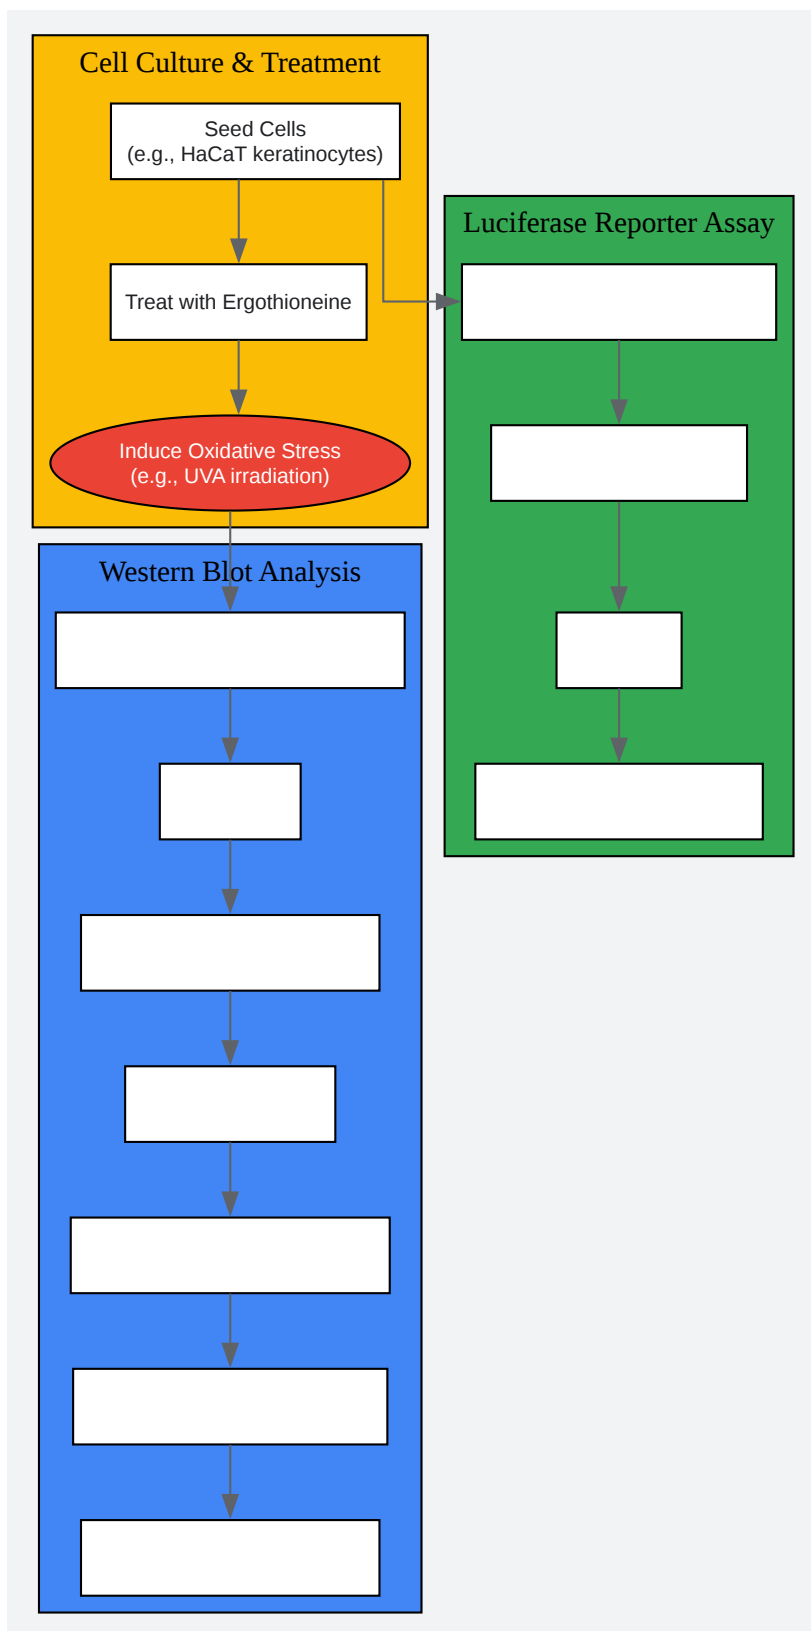 Cell Culture & Treatment
Seed Cells
(e.g., HaCaT keratinocytes)
Treat with Ergothioneine
Induce Oxidative Stress
(e.g., UVA irradiation)
Luciferase Reporter Assay
Western Blot Analysis